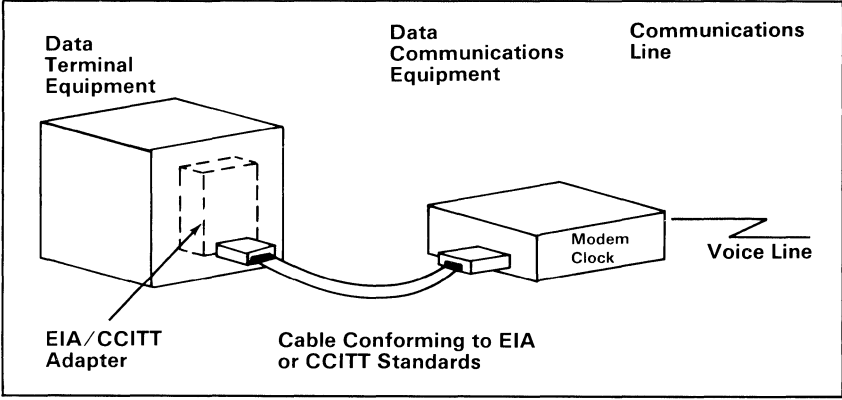 Data
Terminal
Equipment
Data
Communications
Equipment
Communications
Line
Modem
Clock
Voice Line
EIA/CCITT
Adapter
Cable Conforming to EIA
or CCITT Standards